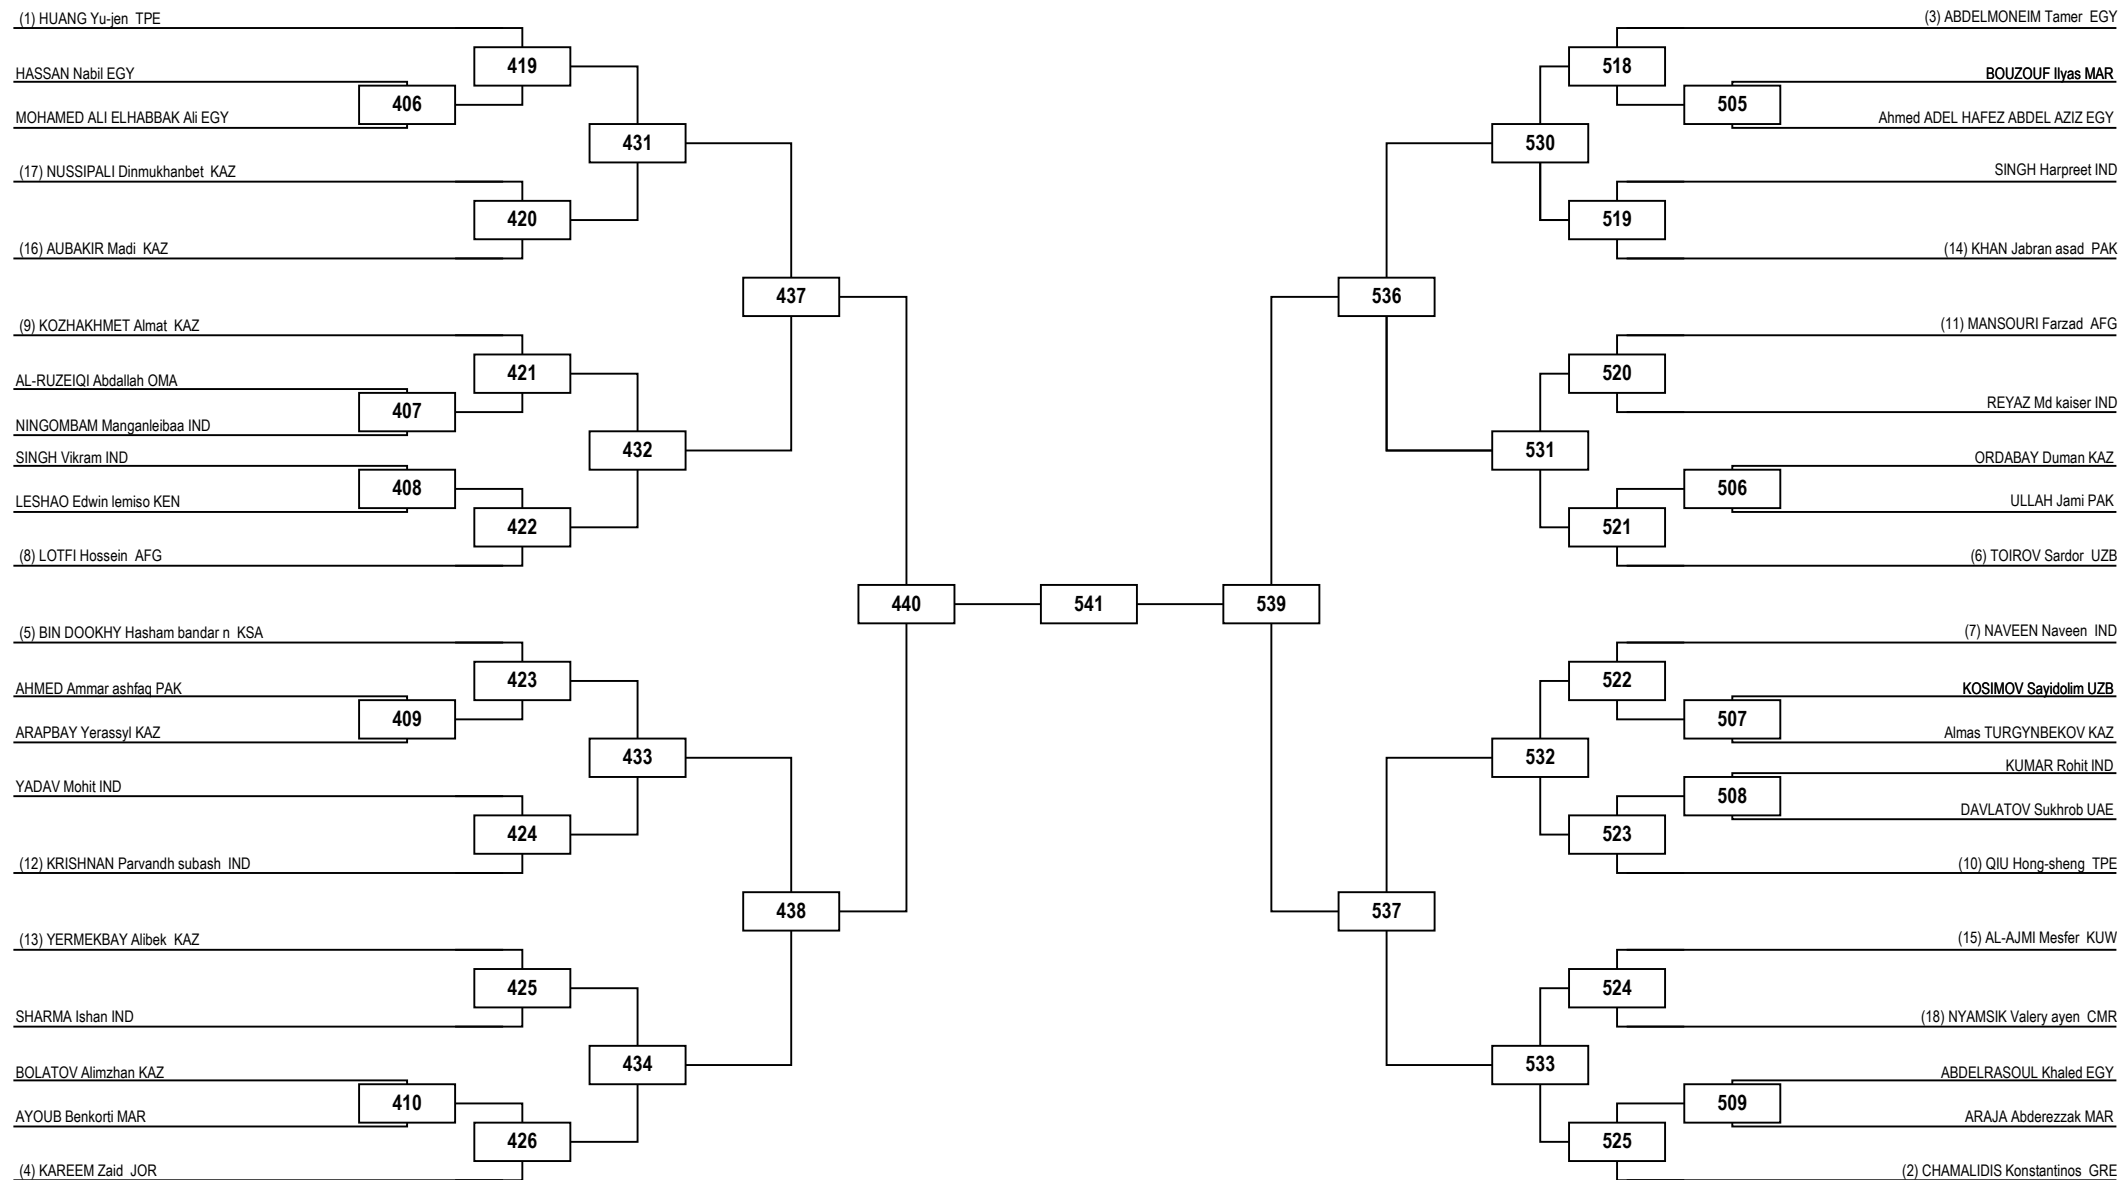 (1) HUANG Yu-jen TPE
419
HASSAN Nabil EGY
406
MOHAMED ALI ELHABBAK Ali EGY
431
(17) NUSSIPALI Dinmukhanbet KAZ
420
(16) AUBAKIR Madi KAZ
437
(9) KOZHAKHMET Almat KAZ
421
AL-RUZEIQI Abdallah OMA
407
NINGOMBAM Manganleibaa IND
432
SINGH Vikram IND
408
LESHAO Edwin lemiso KEN
422
(8) LOTFI Hossein AFG
440
(5) BIN DOOKHY Hasham bandar n KSA
423
AHMED Ammar ashfaq PAK
409
ARAPBAY Yerassyl KAZ
433
YADAV Mohit IND
424
(12) KRISHNAN Parvandh subash IND
438
(13) YERMEKBAY Alibek KAZ
425
SHARMA Ishan IND
434
BOLATOV Alimzhan KAZ
410
AYOUB Benkorti MAR
426
(4) KAREEM Zaid JOR
541
(3) ABDELMONEIM Tamer EGY
518
BOUZOUF Ilyas MAR
505
Ahmed ADEL HAFEZ ABDEL AZIZ EGY
530
SINGH Harpreet IND
519
(14) KHAN Jabran asad PAK
536
(11) MANSOURI Farzad AFG
520
REYAZ Md kaiser IND
531
ORDABAY Duman KAZ
506
ULLAH Jami PAK
521
(6) TOIROV Sardor UZB
539
(7) NAVEEN Naveen IND
522
KOSIMOV Sayidolim UZB
507
Almas TURGYNBEKOV KAZ
532
KUMAR Rohit IND
508
DAVLATOV Sukhrob UAE
523
(10) QIU Hong-sheng TPE
537
(15) AL-AJMI Mesfer KUW
524
(18) NYAMSIK Valery ayen CMR
533
ABDELRASOUL Khaled EGY
509
ARAJA Abderezzak MAR
525
(2) CHAMALIDIS Konstantinos GRE